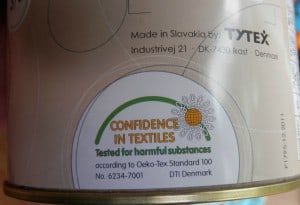 Made in Slovakia by: TYTEX
Industrivej 21 - DK-7430 Ikast - Denmark
CONFIDENCE
IN TEXTILES
Tested for harmful substances
according to Oeko-Tex Standard 100
No. 6234-7001 DTI Denmark